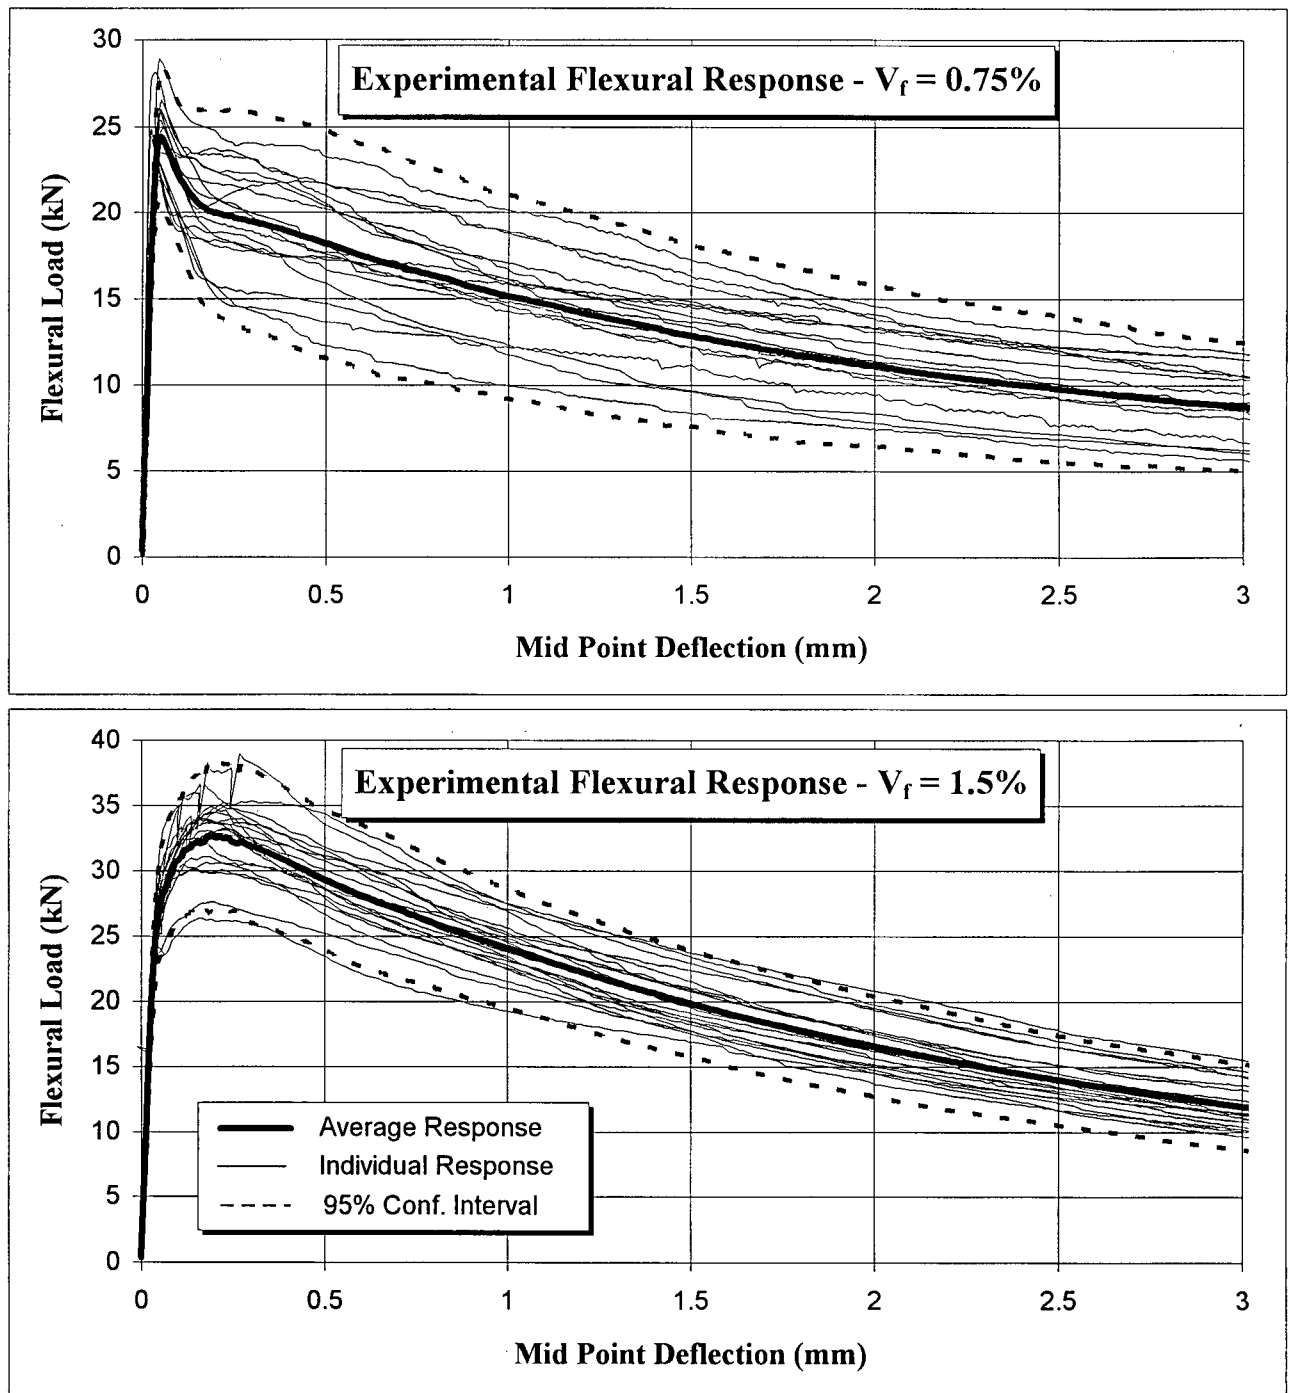 Experimental Flexural Response - Vf = 0.75%
Flexural Load (kN)
30
25
20
15
10
5
0
0 0.5 1 1.5 2 2.5 3
Mid Point Deflection (mm)
Experimental Flexural Response - Vf = 1.5%
Flexural Load (kN)
40
35
30
25
20
15
10
5
0
Average Response
Individual Response
95% Conf. Interval
0 0.5 1 1.5 2 2.5 3
Mid Point Deflection (mm)